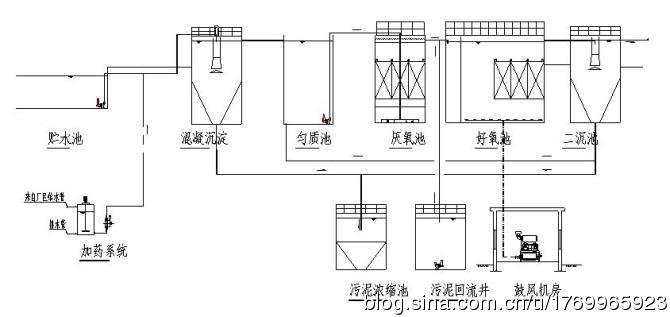 贮水池 混凝沉淀 匀质池 厌氧池 好氧池 二沉池
来自厂区给水管
排水管
加药系统
污泥浓缩池 污泥回流井 鼓风机房
blog.sina.com.cn/u/1769965923